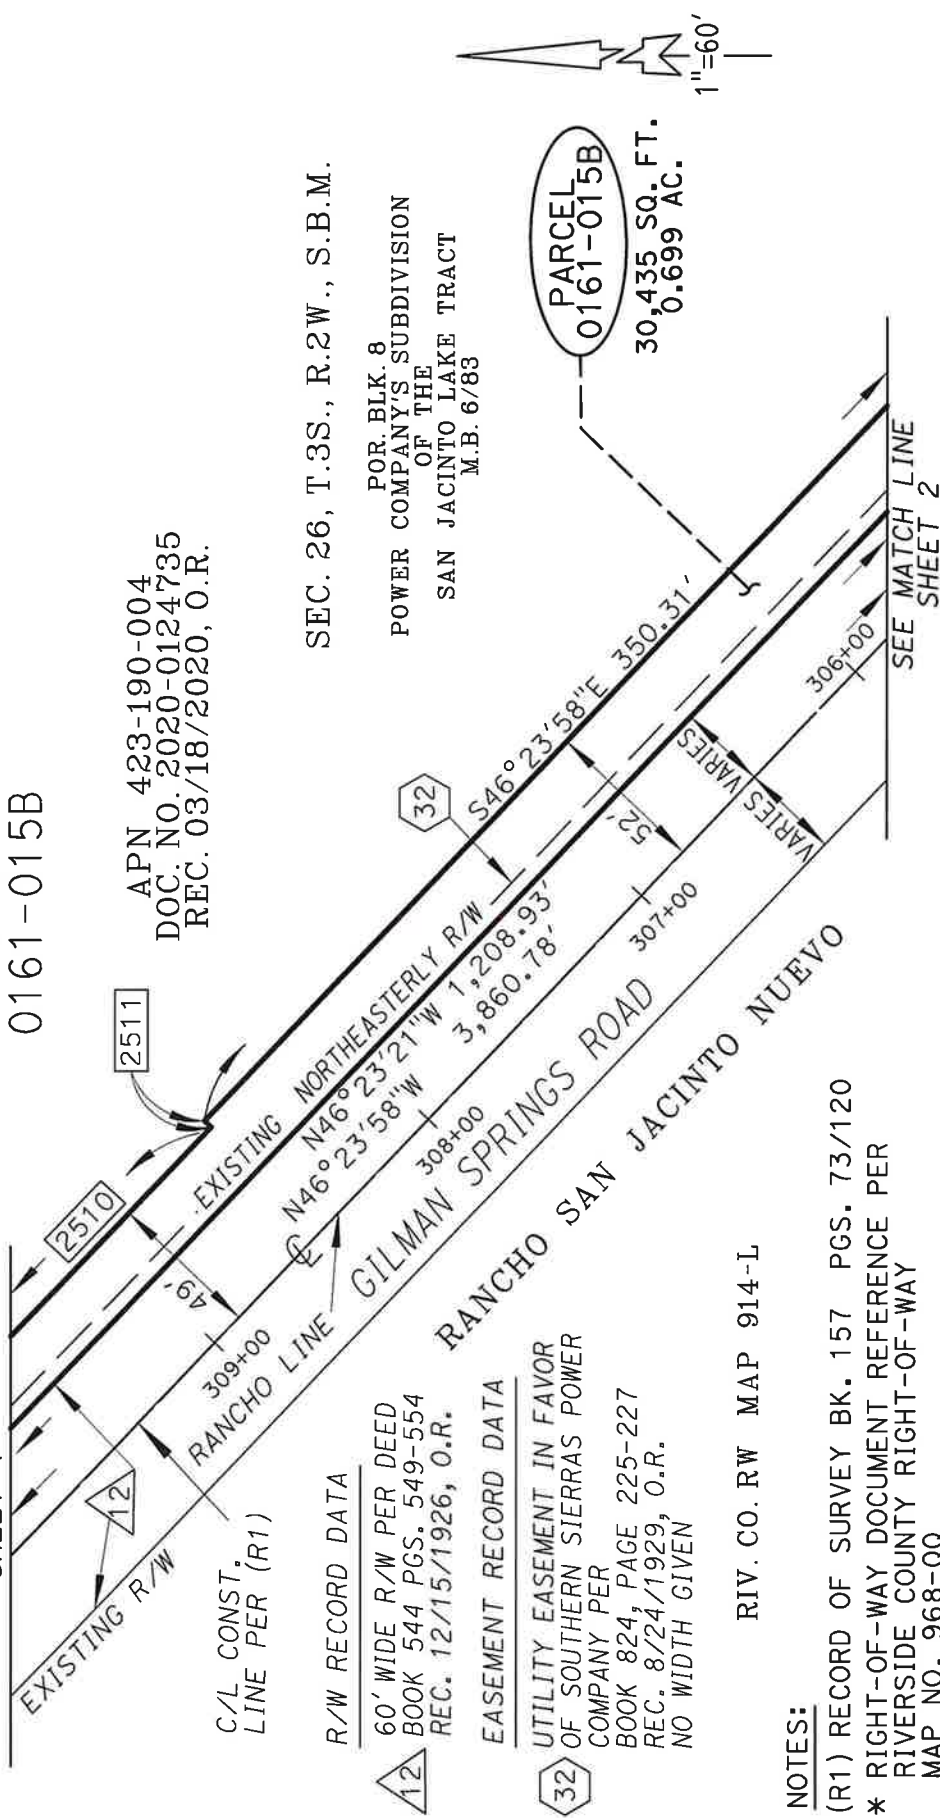 0161-015B
APN 423-190-004
DOC. NO. 2020-0124735
REC. 03/18/2020, O.R.
SEC. 26, T.3S., R.2W., S.B.M.
POR. BLK. 8
POWER COMPANY'S SUBDIVISION
OF THE
SAN JACINTO LAKE TRACT
M.B. 6/83
1"=60'
PARCEL
0161-015B
30,435 SQ. FT.
0.699 AC.
2511
2510
32
S46°23'58"E 350.31'
EXISTING NORTHEASTERLY R/W
N46°23'21"W 1,208.93'
N46°23'58"W 3,860.78'
49'
52'
VARIES
VARIES
309+00
308+00
307+00
306+00
RANCHO LINE
GILMAN SPRINGS ROAD
RANCHO SAN JACINTO NUEVO
SEE MATCH LINE
SHEET 2
12
EXISTING R/W
C/L CONST.
LINE PER (R1)
R/W RECORD DATA
12
60' WIDE R/W PER DEED
BOOK 544 PGS. 549-554
REC. 12/15/1926, O.R.
EASEMENT RECORD DATA
32
UTILITY EASEMENT IN FAVOR
OF SOUTHERN SIERRAS POWER
COMPANY PER
BOOK 824, PAGE 225-227
REC. 8/24/1929, O.R.
NO WIDTH GIVEN
RIV. CO. RW MAP 914-L
NOTES:
(R1) RECORD OF SURVEY BK. 157 PGS. 73/120
* RIGHT-OF-WAY DOCUMENT REFERENCE PER
RIVERSIDE COUNTY RIGHT-OF-WAY
MAP NO. 968-OO